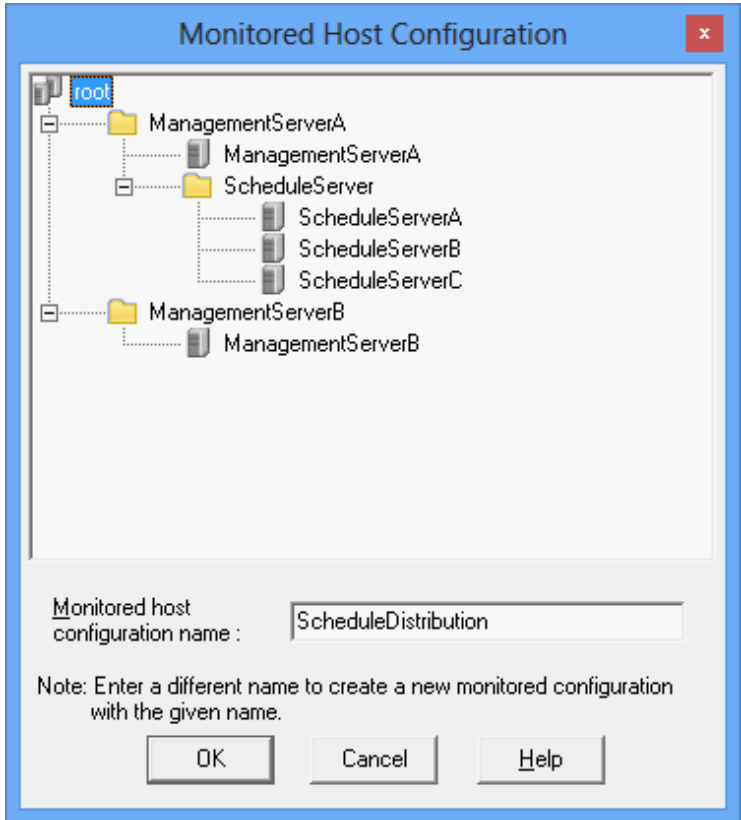 Monitored Host Configuration
x
root
ManagementServerA
ManagementServerA
ScheduleServer
ScheduleServerA
ScheduleServerB
ScheduleServerC
ManagementServerB
ManagementServerB
Monitored host
configuration name :
ScheduleDistribution
Note: Enter a different name to create a new monitored configuration
with the given name.
OK
Cancel
Help